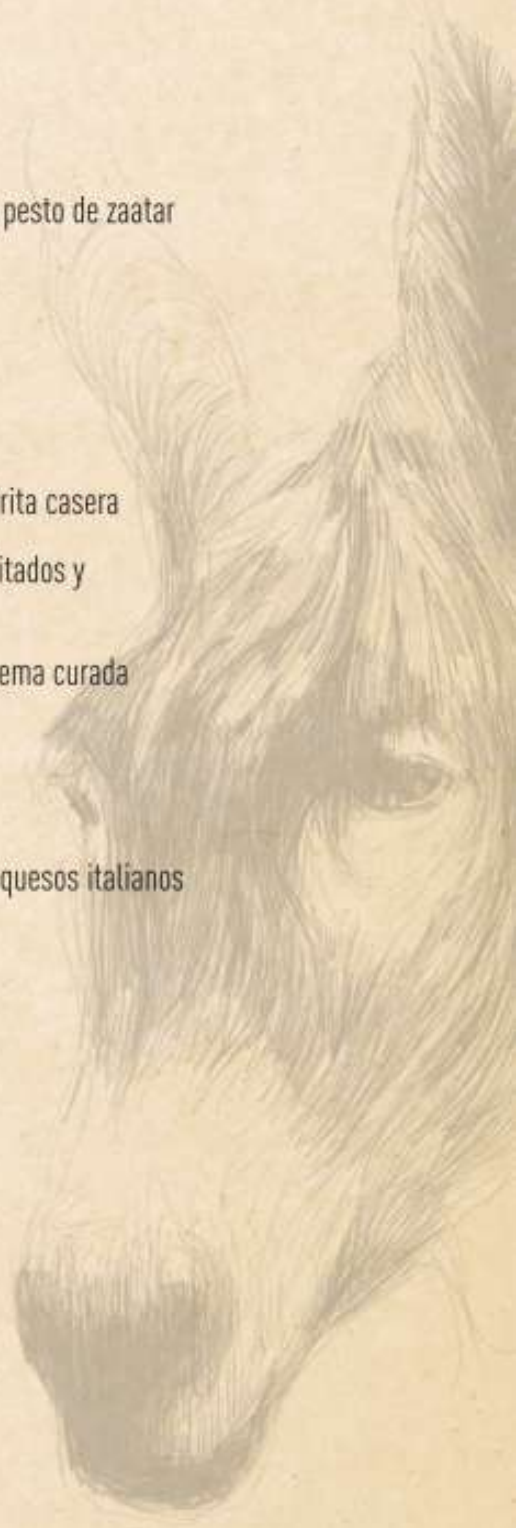 pesto de zaatar
rita casera
itados y
ema curada
quesos italianos